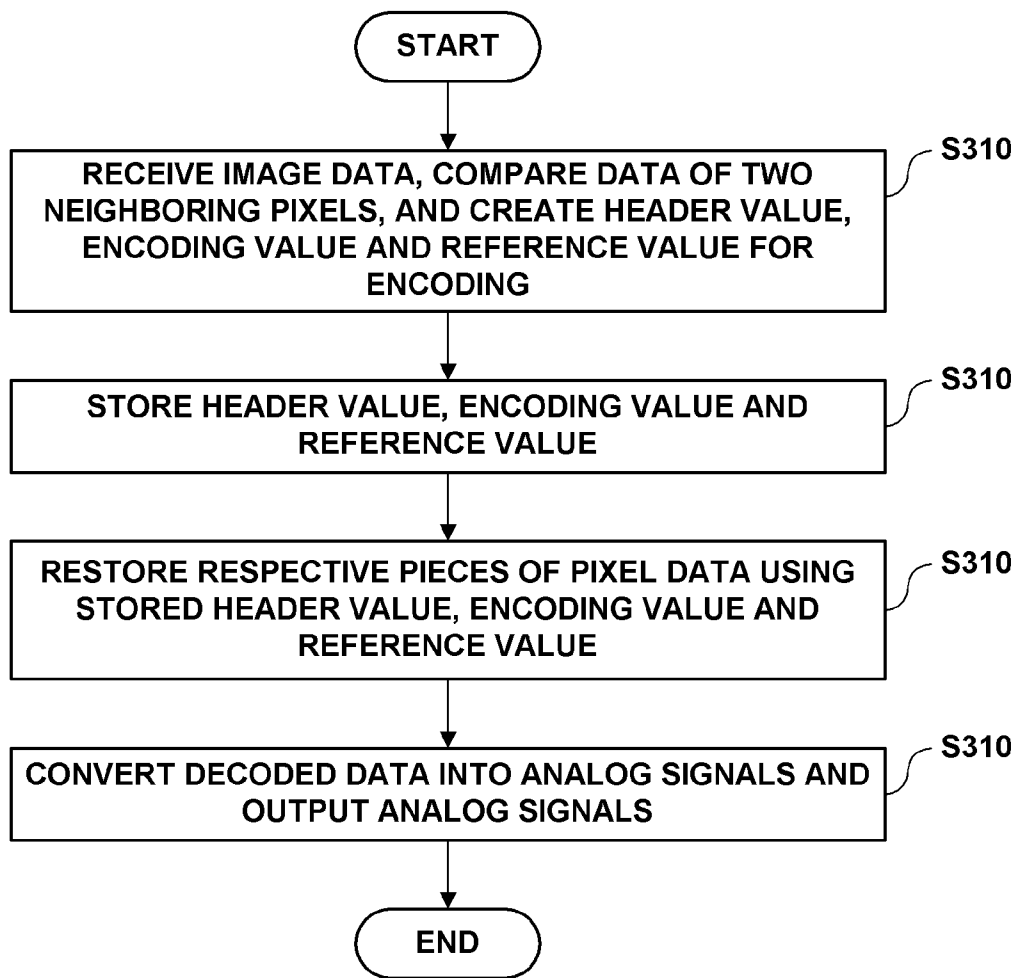 START
S310
RECEIVE IMAGE DATA, COMPARE DATA OF TWO
NEIGHBORING PIXELS, AND CREATE HEADER VALUE,
ENCODING VALUE AND REFERENCE VALUE FOR
ENCODING
S310
STORE HEADER VALUE, ENCODING VALUE AND
REFERENCE VALUE
S310
RESTORE RESPECTIVE PIECES OF PIXEL DATA USING
STORED HEADER VALUE, ENCODING VALUE AND
REFERENCE VALUE
S310
CONVERT DECODED DATA INTO ANALOG SIGNALS AND
OUTPUT ANALOG SIGNALS
END